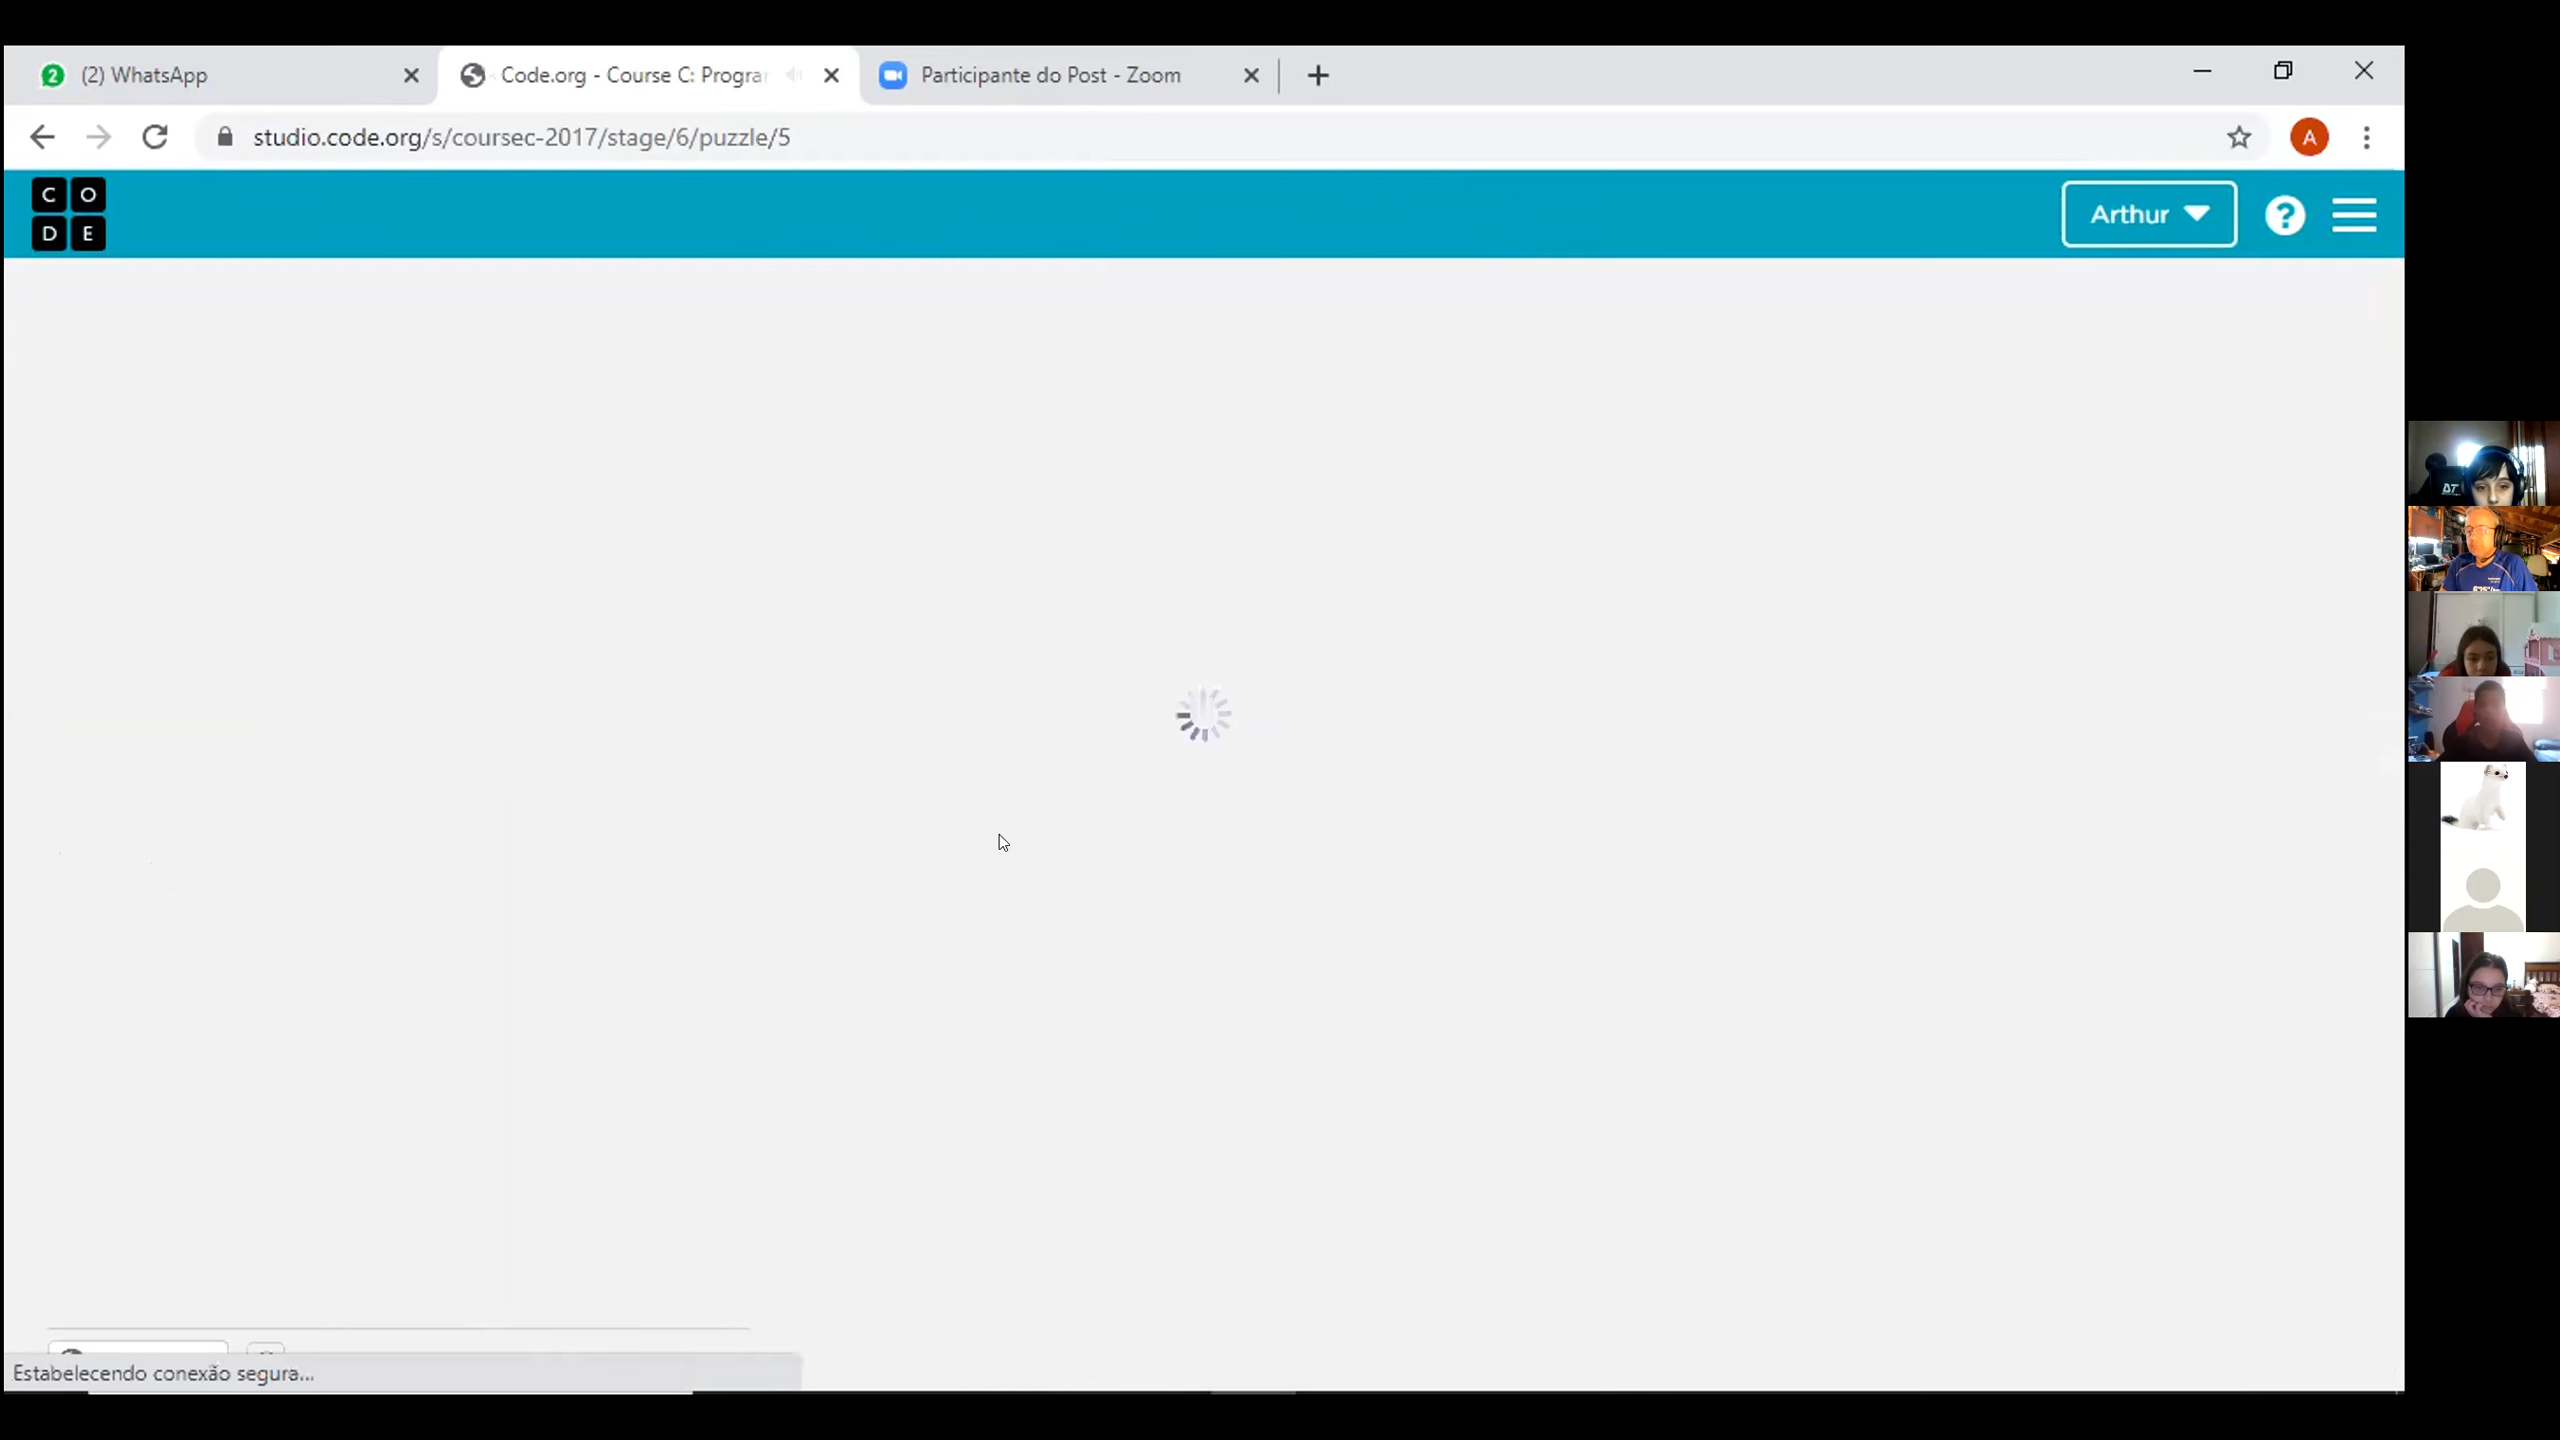 (2) WhatsApp
Code.org - Course C: Progra
Participante do Post - Zoom
studio.code.org/s/coursec-2017/stage/6/puzzle/5
A
C O
D E
Arthur
?
Estabelecendo conexão segura...